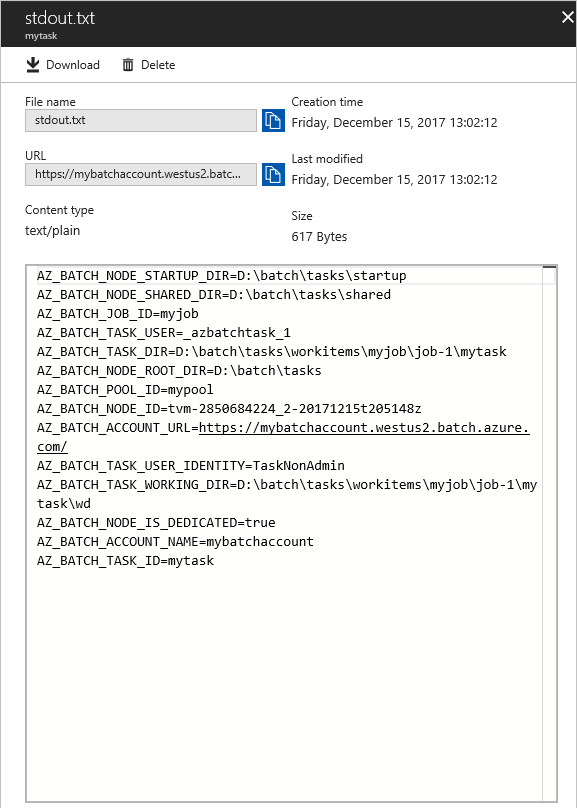 stdout.txt
mytask
Download
Delete
File name
stdout.txt
Creation time
Friday, December 15, 2017 13:02:12
URL
https://mybatchaccount.westus2.batc...
Last modified
Friday, December 15, 2017 13:02:12
Content type
text/plain
Size
617 Bytes
AZ_BATCH_NODE_STARTUP_DIR=D:\batch\tasks\startup
AZ_BATCH_NODE_SHARED_DIR=D:\batch\tasks\shared
AZ_BATCH_JOB_ID=myjob
AZ_BATCH_TASK_USER=_azbatchtask_1
AZ_BATCH_TASK_DIR=D:\batch\tasks\workitems\myjob\job-1\mytask
AZ_BATCH_NODE_ROOT_DIR=D:\batch\tasks
AZ_BATCH_POOL_ID=mypool
AZ_BATCH_NODE_ID=tvm-2850684224_2-20171215t205148z
AZ_BATCH_ACCOUNT_URL=https://mybatchaccount.westus2.batch.azure.
com/
AZ_BATCH_TASK_USER_IDENTITY=TaskNonAdmin
AZ_BATCH_TASK_WORKING_DIR=D:\batch\tasks\workitems\myjob\job-1\my
task\wd
AZ_BATCH_NODE_IS_DEDICATED=true
AZ_BATCH_ACCOUNT_NAME=mybatchaccount
AZ_BATCH_TASK_ID=mytask